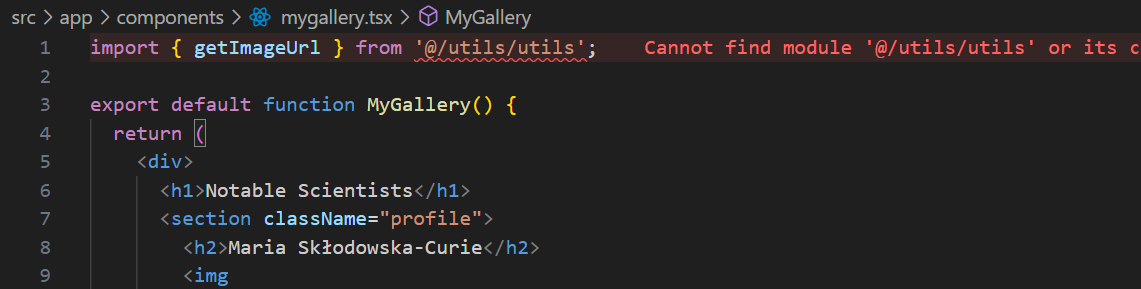 src > app > components > mygallery.tsx > MyGallery
1 import { getImageUrl } from '@/utils/utils'; Cannot find module '@/utils/utils' or its c
2
3 export default function MyGallery() {
4 return (
5 <div>
6 <h1>Notable Scientists</h1>
7 <section className="profile">
8 <h2>Maria Skłodowska-Curie</h2>
9 <img